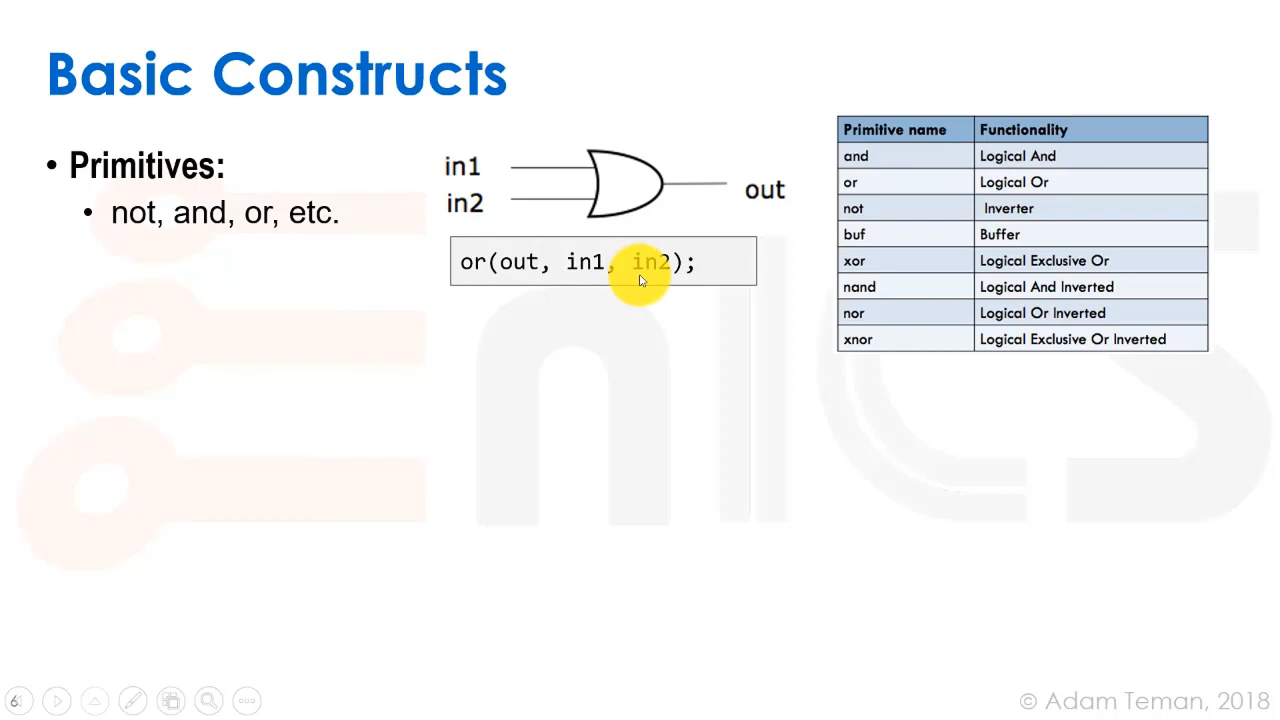 Basic Constructs
• Primitives:
• not, and, or, etc.
in1
in2
out
or(out, in1, in2);
Primitive name Functionality
and Logical And
or Logical Or
not Inverter
buf Buffer
xor Logical Exclusive Or
nand Logical And Inverted
nor Logical Or Inverted
xnor Logical Exclusive Or Inverted
nics
6
© Adam Teman, 2018